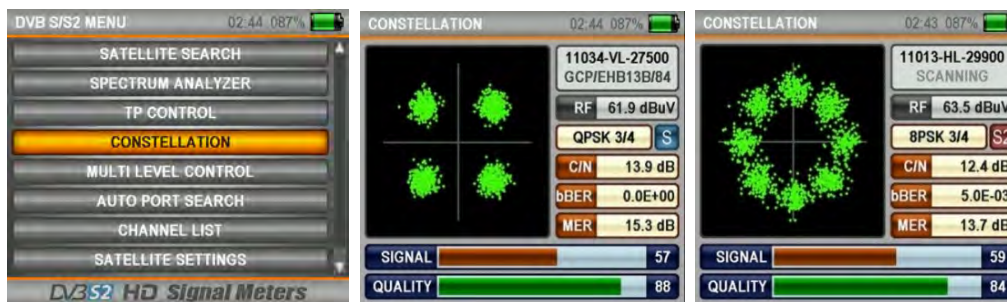 DVB S/S2 MENU 02:44 087%
SATELLITE SEARCH
SPECTRUM ANALYZER
TP CONTROL
CONSTELLATION
MULTI LEVEL CONTROL
AUTO PORT SEARCH
CHANNEL LIST
SATELLITE SETTINGS
DVBS2 HD Signal Meters
CONSTELLATION 02:44 087%
11034-VL-27500
GCP/EHB13B/84
RF 61.9 dBuV
QPSK 3/4 S
C/N 13.9 dB
bBER 0.0E+00
MER 15.3 dB
SIGNAL 57
QUALITY 88
CONSTELLATION 02:43 087%
11013-HL-29900
SCANNING
RF 63.5 dBuV
8PSK 3/4 S2
C/N 12.4 dB
bBER 5.0E-03
MER 13.7 dB
SIGNAL 59
QUALITY 84